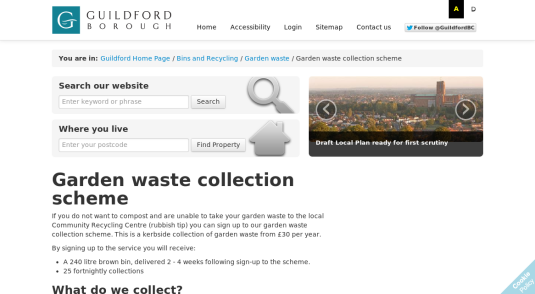 GUILDFORD
BOROUGH
Home Accessibility Login Sitemap Contact us
A
Follow @GuildfordBC
You are in: Guildford Home Page / Bins and Recycling / Garden waste / Garden waste collection scheme
Search our website
Enter keyword or phrase Search
Where you live
Enter your postcode Find Property
Draft Local Plan ready for first scrutiny
Garden waste collection
scheme
If you do not want to compost and are unable to take your garden waste to the local
Community Recycling Centre (rubbish tip) you can sign up to our garden waste
collection scheme. This is a kerbside collection of garden waste from £30 per year.
By signing up to the service you will receive:
• A 240 litre brown bin, delivered 2 - 4 weeks following sign-up to the scheme.
• 25 fortnightly collections
What do we collect?
Cookie
Policy